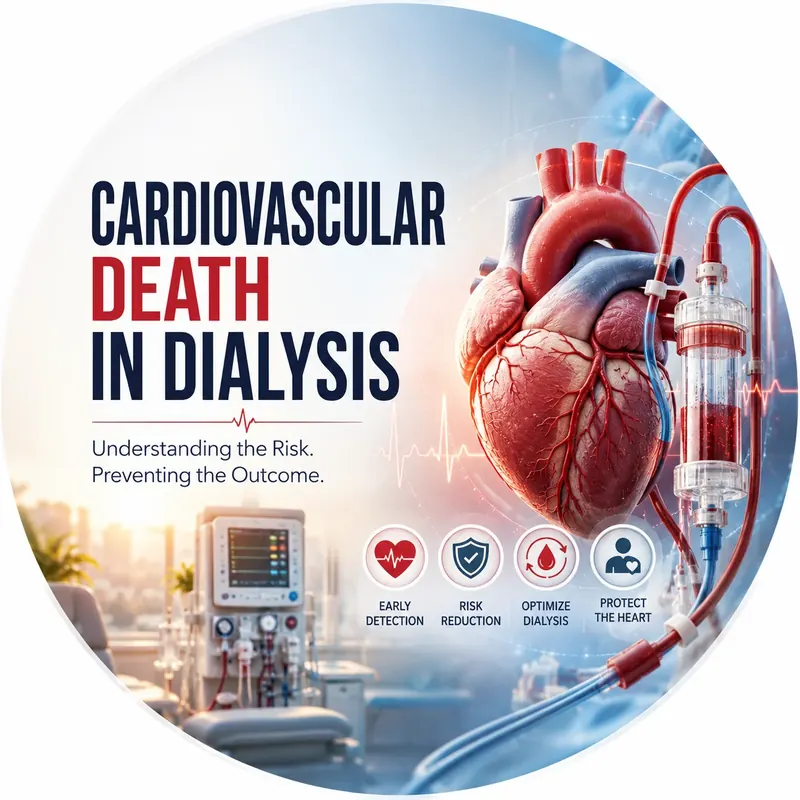 CARDIOVASCULAR
DEATH
IN DIALYSIS
Understanding the Risk.
Preventing the Outcome.
EARLY
DETECTION
RISK
REDUCTION
OPTIMIZE
DIALYSIS
PROTECT
THE HEART